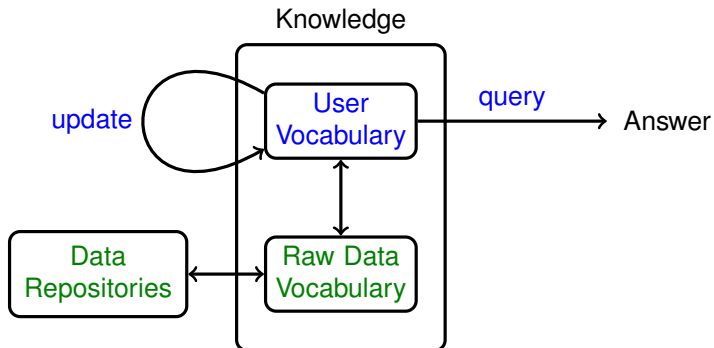 Knowledge
User
Vocabulary
update
query
Answer
Data
Repositories
Raw Data
Vocabulary